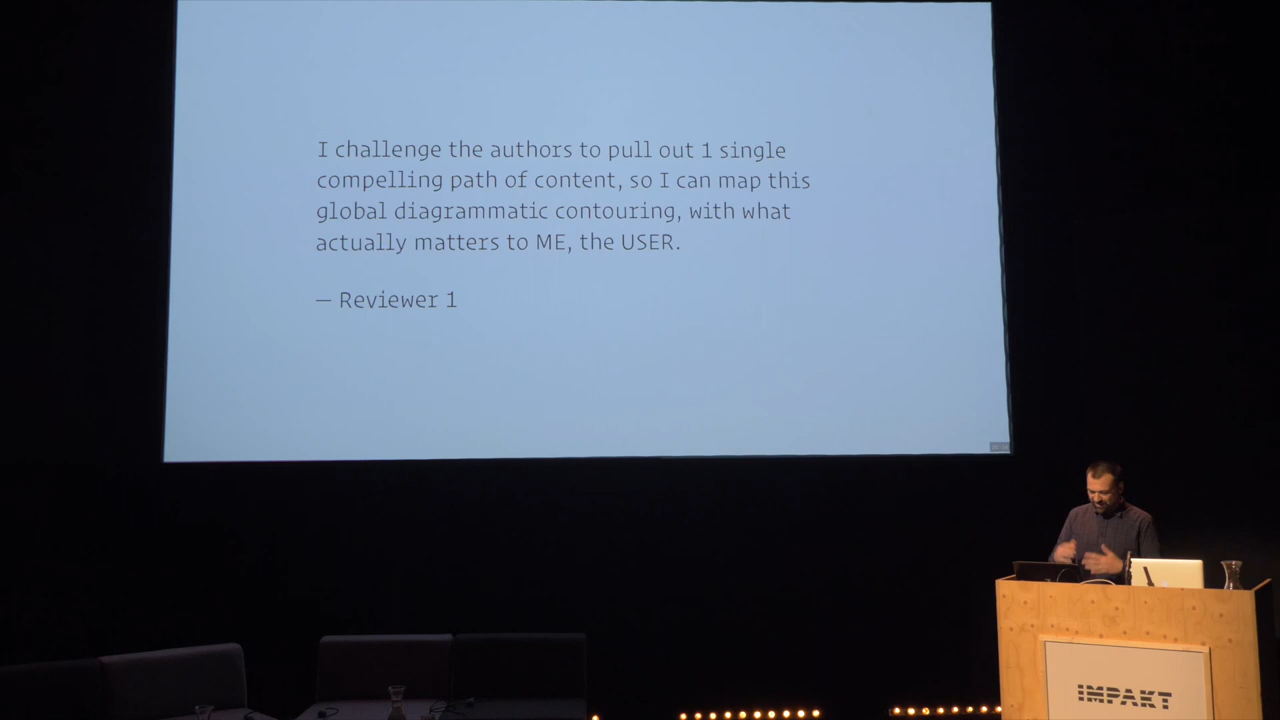 I challenge the authors to pull out 1 single
compelling path of content, so I can map this
global diagrammatic contouring, with what
actually matters to ME, the USER.
— Reviewer 1
IMPAKT